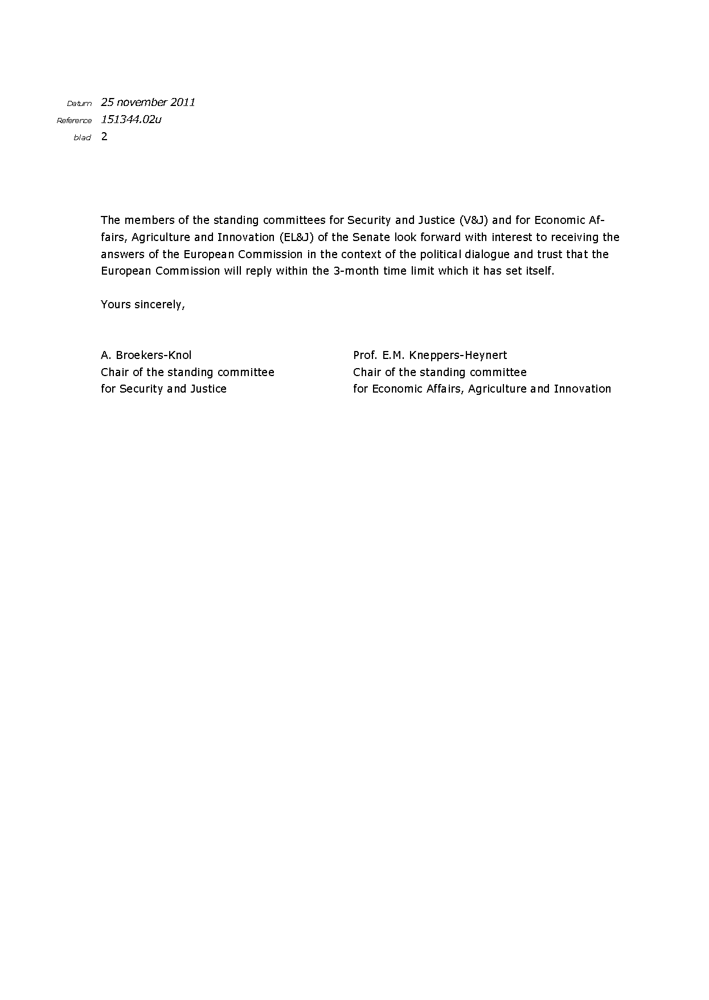 Datum 25 november 2011
Reference 151344.02u
blad 2
The members of the standing committees for Security and Justice (V&J) and for Economic Af-
fairs, Agriculture and Innovation (EL&J) of the Senate look forward with interest to receiving the
answers of the European Commission in the context of the political dialogue and trust that the
European Commission will reply within the 3-month time limit which it has set itself.
Yours sincerely,
A. Broekers-Knol
Chair of the standing committee
for Security and Justice
Prof. E.M. Kneppers-Heynert
Chair of the standing committee
for Economic Affairs, Agriculture and Innovation